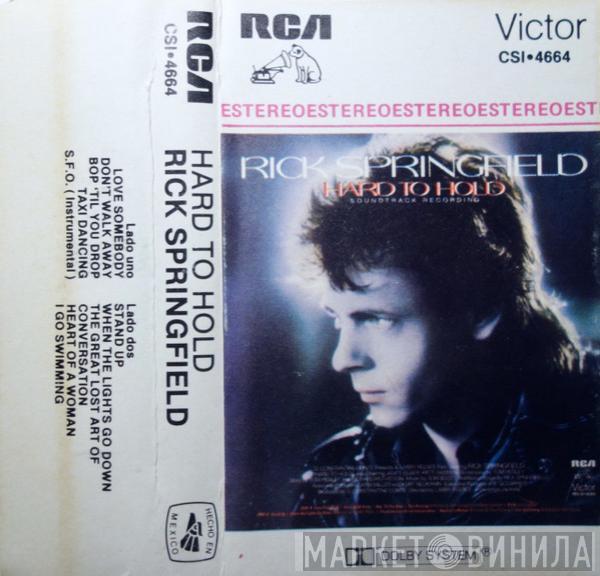 Lado uno
LOVE SOMEBODY
DON'T WALK AWAY
BOP 'TIL YOU DROP
TAXI DANCING
S.F.O. (Instrumental)
Lado dos
STAND UP
WHEN THE LIGHTS GO DOWN
THE GREAT LOST ART OF
CONVERSATION
HEART OF A WOMAN
I GO SWIMMING
RCA
CSI•4664
HARD TO HOLD
RICK SPRINGFIELD
HECHO EN
MEXICO
RCA
Victor
CSI•4664
ESTEREOESTEREOESTEREOESTEREOEST
RICK SPRINGFIELD
HARD TO HOLD
SOUNDTRACK RECORDING
RCA
Victor
DOLBY SYSTEM ®
МАРКЕТ ВИНИЛА